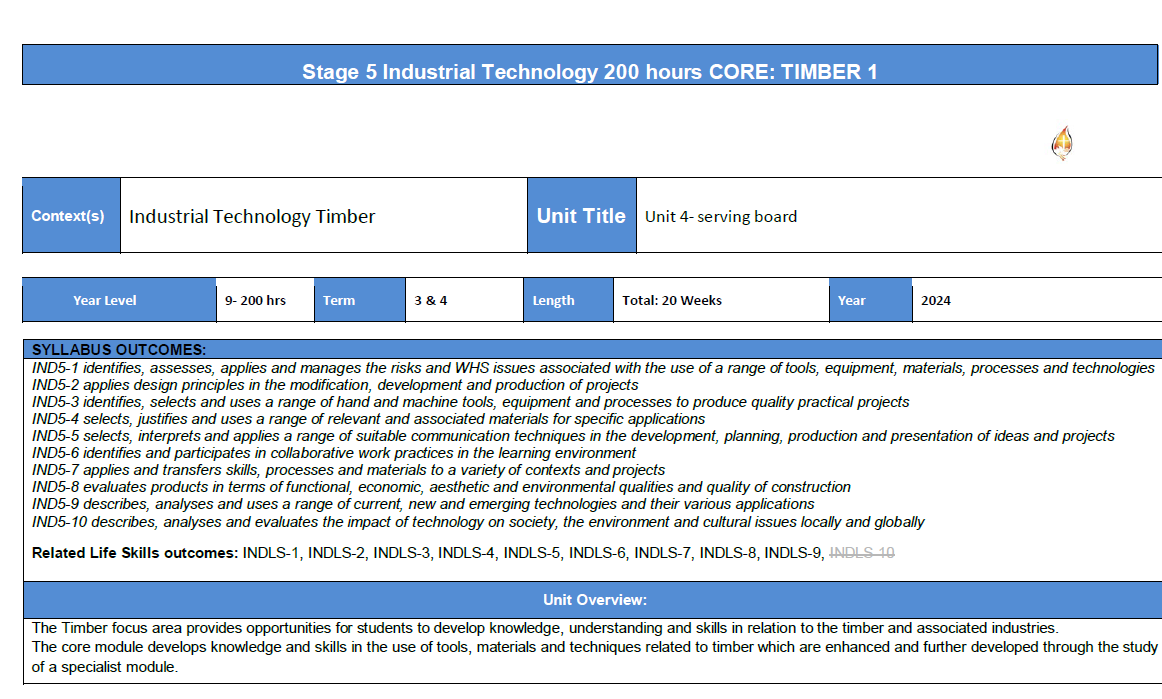 Stage 5 Industrial Technology 200 hours CORE: TIMBER 1
Context(s) Industrial Technology Timber Unit Title Unit 4- serving board
Year Level 9- 200 hrs Term 3 & 4 Length Total: 20 Weeks Year 2024
SYLLABUS OUTCOMES:
IND5-1 identifies, assesses, applies and manages the risks and WHS issues associated with the use of a range of tools, equipment, materials, processes and technologies
IND5-2 applies design principles in the modification, development and production of projects
IND5-3 identifies, selects and uses a range of hand and machine tools, equipment and processes to produce quality practical projects
IND5-4 selects, justifies and uses a range of relevant and associated materials for specific applications
IND5-5 selects, interprets and applies a range of suitable communication techniques in the development, planning, production and presentation of ideas and projects
IND5-6 identifies and participates in collaborative work practices in the learning environment
IND5-7 applies and transfers skills, processes and materials to a variety of contexts and projects
IND5-8 evaluates products in terms of functional, economic, aesthetic and environmental qualities and quality of construction
IND5-9 describes, analyses and uses a range of current, new and emerging technologies and their various applications
IND5-10 describes, analyses and evaluates the impact of technology on society, the environment and cultural issues locally and globally
Related Life Skills outcomes: INDLS-1, INDLS-2, INDLS-3, INDLS-4, INDLS-5, INDLS-6, INDLS-7, INDLS-8, INDLS-9, INDLS-10
Unit Overview:
The Timber focus area provides opportunities for students to develop knowledge, understanding and skills in relation to the timber and associated industries.
The core module develops knowledge and skills in the use of tools, materials and techniques related to timber which are enhanced and further developed through the study
of a specialist module.